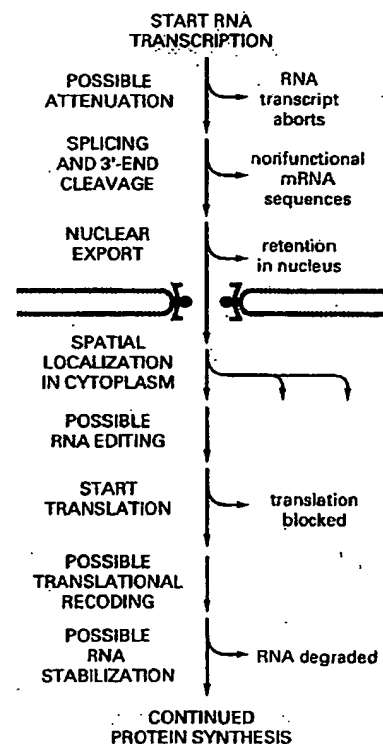 START RNA
TRANSCRIPTION
POSSIBLE
ATTENUATION
RNA
transcript
aborts
SPLICING
AND 3'-END
CLEAVAGE
nonfunctional
mRNA
sequences
NUCLEAR
EXPORT
retention
in nucleus
SPATIAL
LOCALIZATION
IN CYTOPLASM
POSSIBLE
RNA EDITING
START
TRANSLATION
translation
blocked
POSSIBLE
TRANSLATIONAL
RECODING
POSSIBLE
RNA
STABILIZATION
RNA degraded
CONTINUED
PROTEIN SYNTHESIS